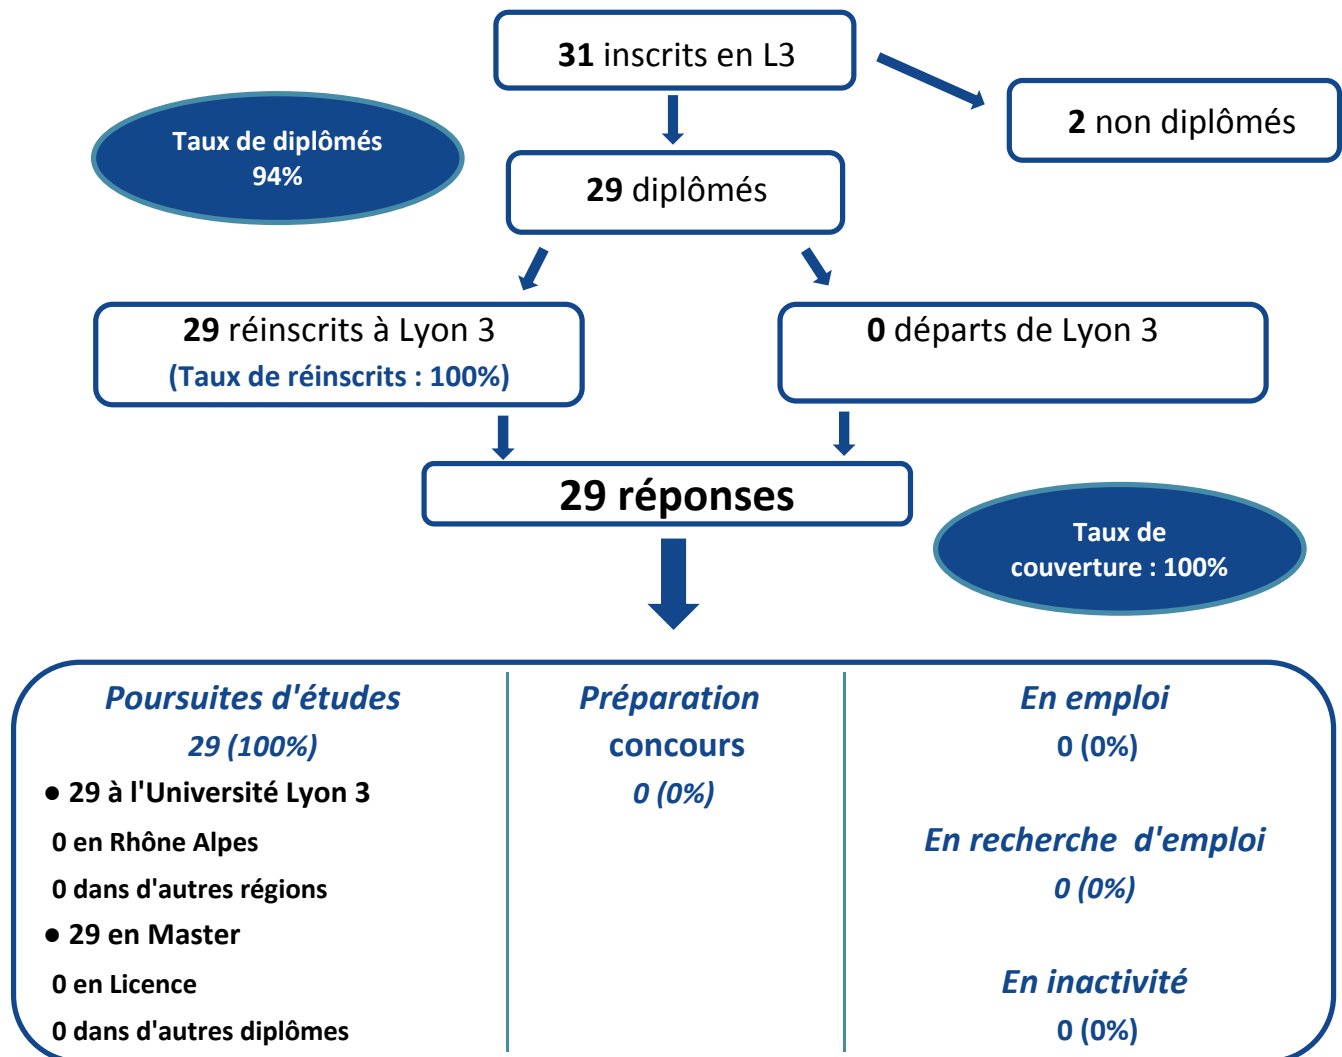 31 inscrits en L3
2 non diplômés
Taux de diplômés
94%
29 diplômés
29 réinscrits à Lyon 3
(Taux de réinscrits : 100%)
0 départs de Lyon 3
29 réponses
Taux de
couverture : 100%
Poursuites d'études
29 (100%)
● 29 à l'Université Lyon 3
0 en Rhône Alpes
0 dans d'autres régions
● 29 en Master
0 en Licence
0 dans d'autres diplômes
Préparation
concours
0 (0%)
En emploi
0 (0%)
En recherche d'emploi
0 (0%)
En inactivité
0 (0%)